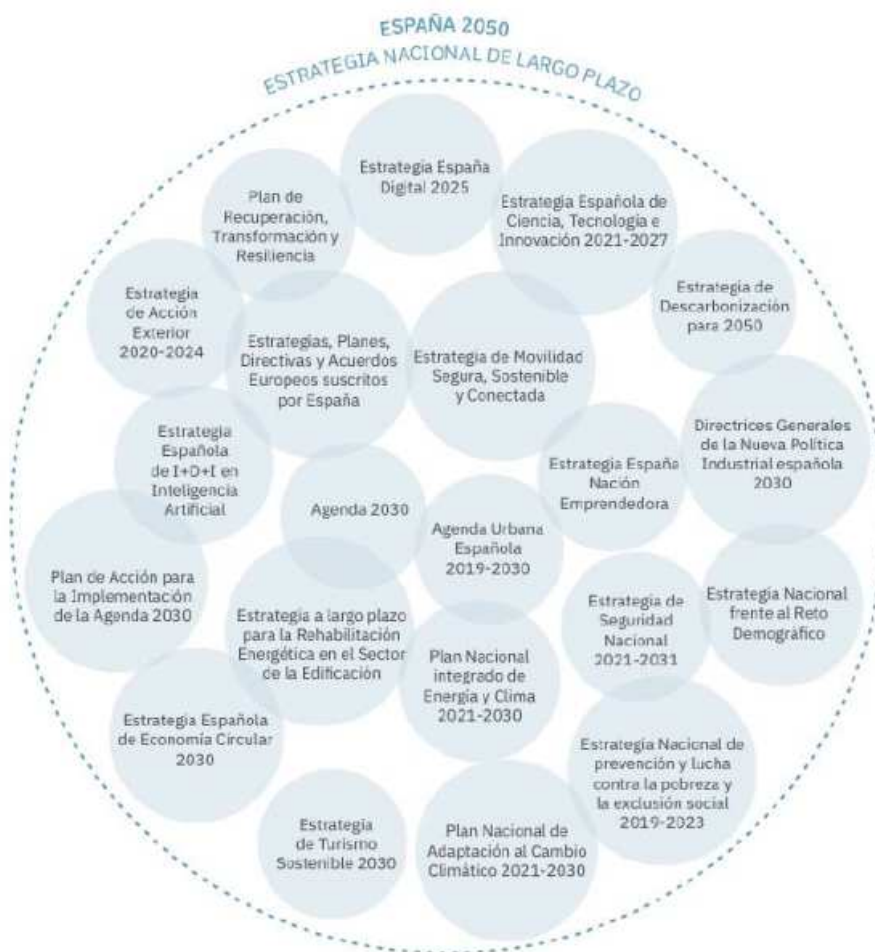 ESPAÑA 2050
ESTRATEGIA NACIONAL DE LARGO PLAZO
Estrategia España
Digital 2025
Plan de
Recuperación,
Transformación y
Resiliencia
Estrategia Española de
Ciencia, Tecnología e
Innovación 2021-2027
Estrategia
de Acción
Exterior
2020-2024
Estrategia de
Descarbonización
para 2050
Estrategias, Planes,
Directivas y Acuerdos
Europeos suscritos
por España
Estrategia de Movilidad
Segura, Sostenible
y Conectada
Directrices Generales
de la Nueva Política
Industrial española
2030
Estrategia
Española
de I+D+I en
Inteligencia
Artificial
Estrategia España
Nación
Emprendedora
Agenda 2030
Agenda Urbana
Española
2019-2030
Plan de Acción para
la Implementación
de la Agenda 2030
Estrategia a largo plazo
para la Rehabilitación
Energética en el Sector
de la Edificación
Estrategia de
Seguridad
Nacional
2021-2031
Estrategia Nacional
frente al Reto
Demográfico
Plan Nacional
integrado de
Energía y Clima
2021-2030
Estrategia Española
de Economía Circular
2030
Estrategia Nacional de
prevención y lucha
contra la pobreza y
la exclusión social
2019-2023
Estrategia
de Turismo
Sostenible 2030
Plan Nacional de
Adaptación al Cambio
Climático 2021-2030